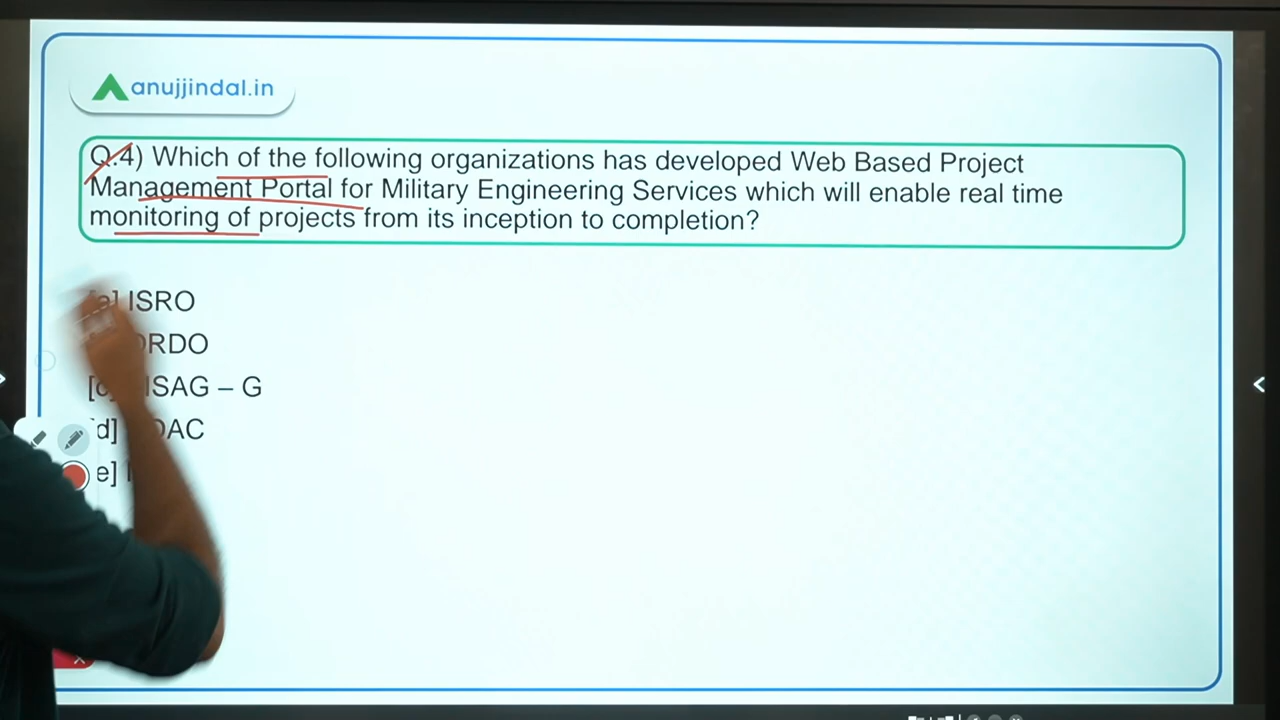 anujjindal.in
Q.4) Which of the following organizations has developed Web Based Project
Management Portal for Military Engineering Services which will enable real time
monitoring of projects from its inception to completion?
[a] ISRO
RDO
ISAG – G
d] DAC
e]